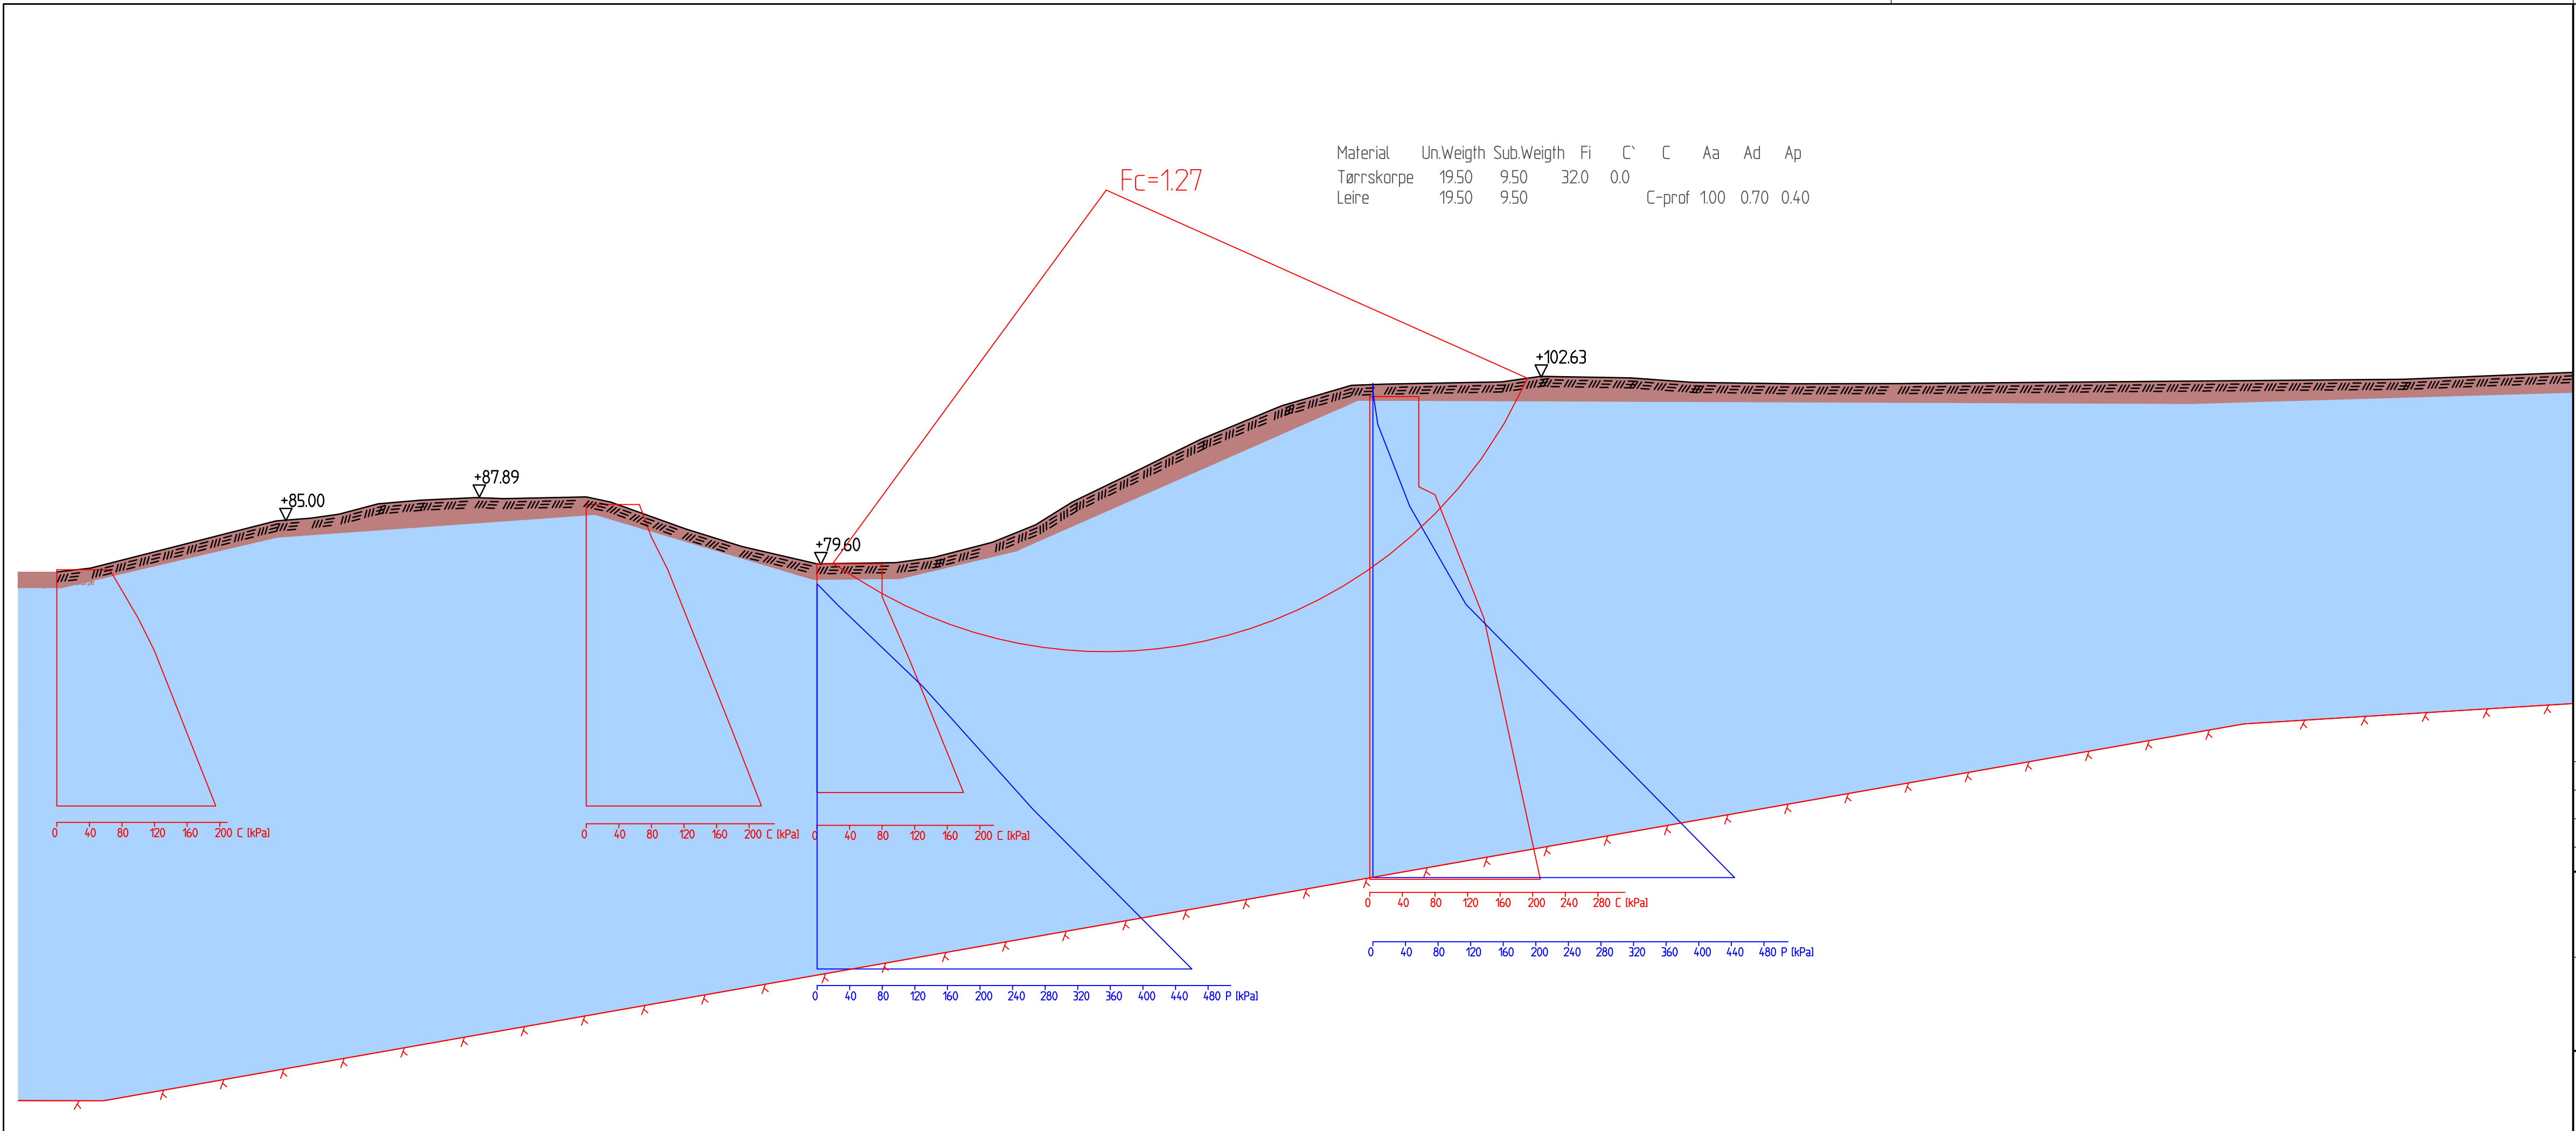 Material Un.Weigth Sub.Weigth Fi C` C Aa Ad Ap
Tørrskorpe 19.50 9.50 32.0 0.0
Leire 19.50 9.50 C-prof 1.00 0.70 0.40
Fc=1.27
+102.63
+87.89
+85.00
+79.60
0 40 80 120 160 200 C [kPa]
0 40 80 120 160 200 C [kPa]
0 40 80 120 160 200 C [kPa]
0 40 80 120 160 200 240 280 C [kPa]
0 40 80 120 160 200 240 280 320 360 400 440 480 P [kPa]
0 40 80 120 160 200 240 280 320 360 400 440 480 P [kPa]